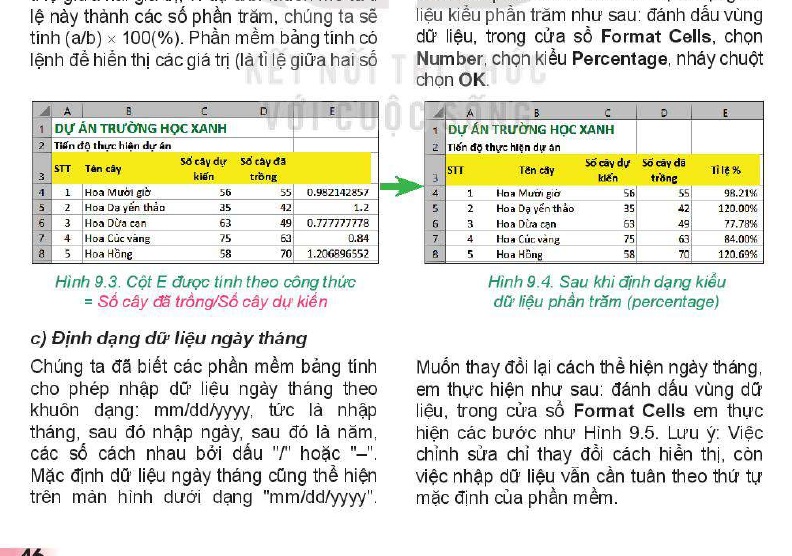 lệ này thành các số phần trăm, chúng ta sẽ
tính (a/b) × 100(%). Phần mềm bảng tính có
lệnh để hiển thị các giá trị (là tỉ lệ giữa hai số
liệu kiểu phần trăm như sau: đánh dấu vùng
dữ liệu, trong cửa sổ Format Cells, chọn
Number, chọn kiểu Percentage, nháy chuột
chọn OK.
KẾT NỐI TRI THỨC
VỚI CUỘC SỐNG
A B C D E
1 DỰ ÁN TRƯỜNG HỌC XANH
2 Tiến độ thực hiện dự án
3 STT Tên cây Số cây dự kiến Số cây đã trồng
4 1 Hoa Mười giờ 56 55 0.982142857
5 2 Hoa Dạ yến thảo 35 42 1.2
6 3 Hoa Dừa cạn 63 49 0.777777778
7 4 Hoa Cúc vàng 75 63 0.84
8 5 Hoa Hồng 58 70 1.206896552
Hình 9.3. Cột E được tính theo công thức
= Số cây đã trồng/Số cây dự kiến
A B C D E
1 DỰ ÁN TRƯỜNG HỌC XANH
2 Tiến độ thực hiện dự án
3 STT Tên cây Số cây dự kiến Số cây đã trồng Tỉ lệ %
4 1 Hoa Mười giờ 56 55 98.21%
5 2 Hoa Dạ yến thảo 35 42 120.00%
6 3 Hoa Dừa cạn 63 49 77.78%
7 4 Hoa Cúc vàng 75 63 84.00%
8 5 Hoa Hồng 58 70 120.69%
Hình 9.4. Sau khi định dạng kiểu
dữ liệu phần trăm (percentage)
c) Định dạng dữ liệu ngày tháng
Chúng ta đã biết các phần mềm bảng tính
cho phép nhập dữ liệu ngày tháng theo
khuôn dạng: mm/dd/yyyy, tức là nhập
tháng, sau đó nhập ngày, sau đó là năm,
các số cách nhau bởi dấu "/" hoặc "–".
Mặc định dữ liệu ngày tháng cũng thể hiện
trên màn hình dưới dạng "mm/dd/yyyy".
Muốn thay đổi lại cách thể hiện ngày tháng,
em thực hiện như sau: đánh dấu vùng dữ
liệu, trong cửa sổ Format Cells em thực
hiện các bước như Hình 9.5. Lưu ý: Việc
chỉnh sửa chỉ thay đổi cách hiển thị, còn
việc nhập dữ liệu vẫn cần tuân theo thứ tự
mặc định của phần mềm.
46